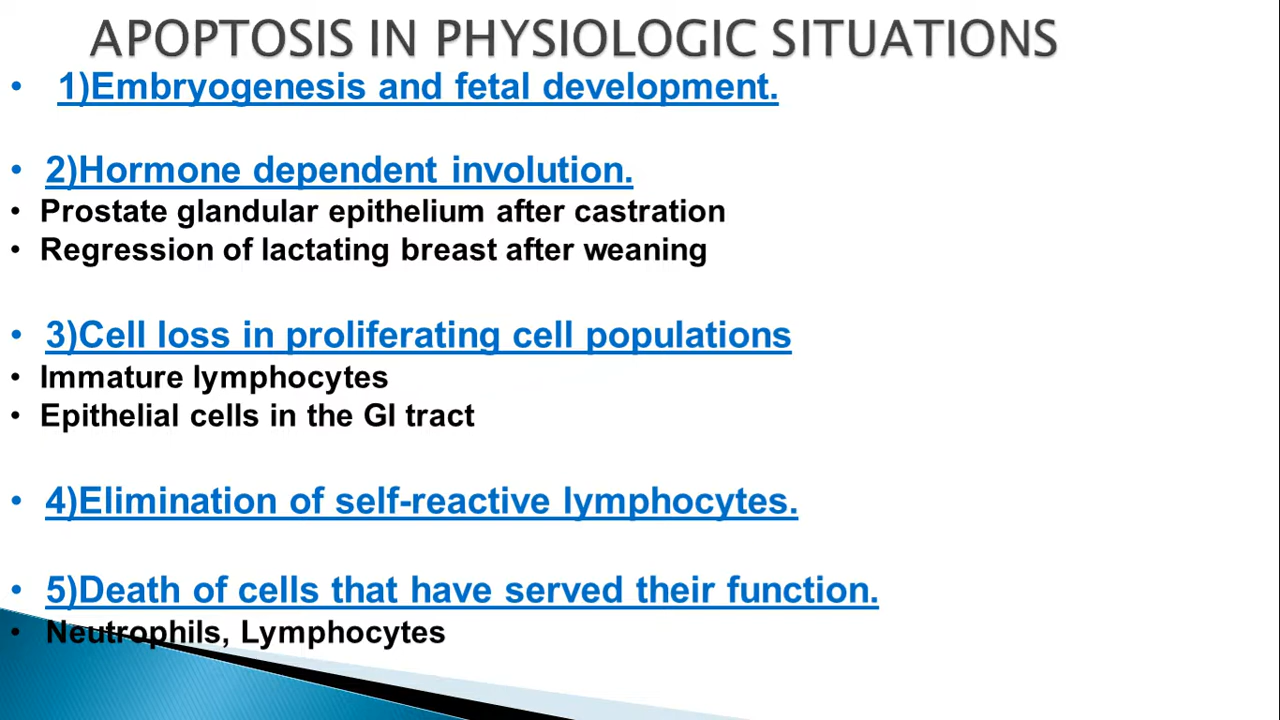 APOPTOSIS IN PHYSIOLOGIC SITUATIONS
• 1)Embryogenesis and fetal development.
• 2)Hormone dependent involution.
• Prostate glandular epithelium after castration
• Regression of lactating breast after weaning
• 3)Cell loss in proliferating cell populations
• Immature lymphocytes
• Epithelial cells in the GI tract
• 4)Elimination of self-reactive lymphocytes.
• 5)Death of cells that have served their function.
• Neutrophils, Lymphocytes